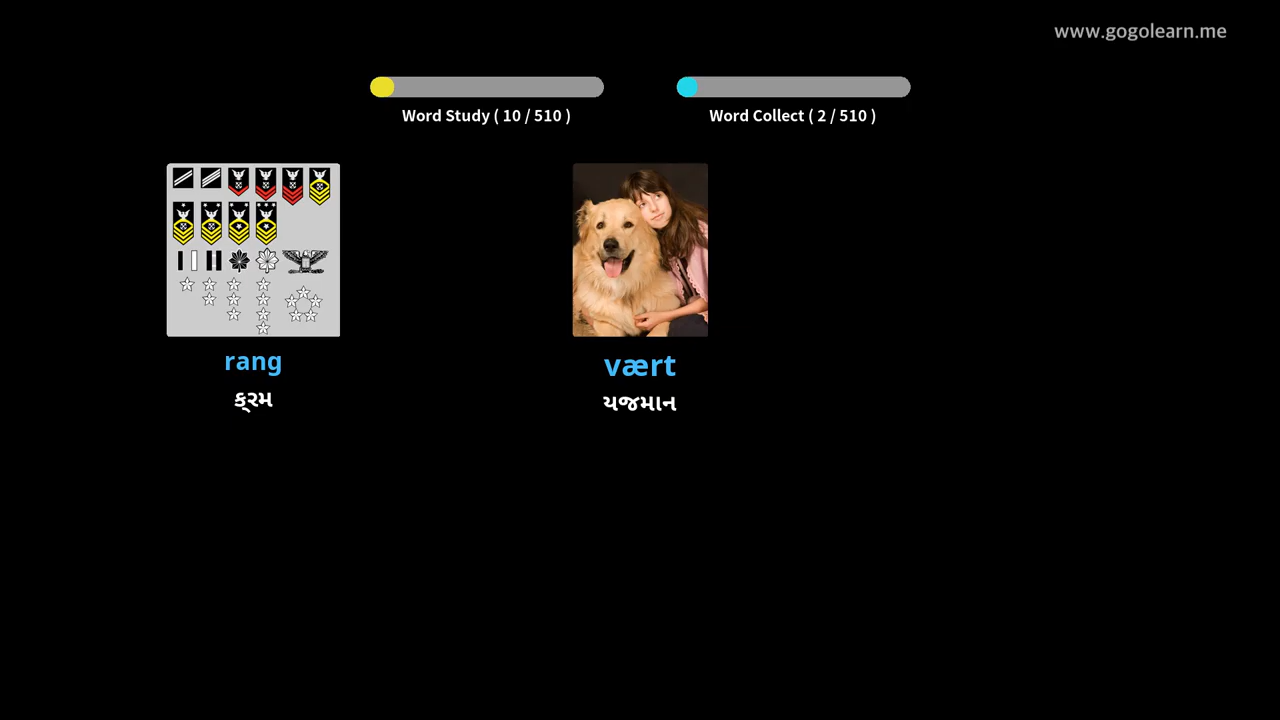 www.gogolearn.me
Word Study ( 10 / 510 )
Word Collect ( 2 / 510 )
rang
ક્રમ
vært
યજમાન